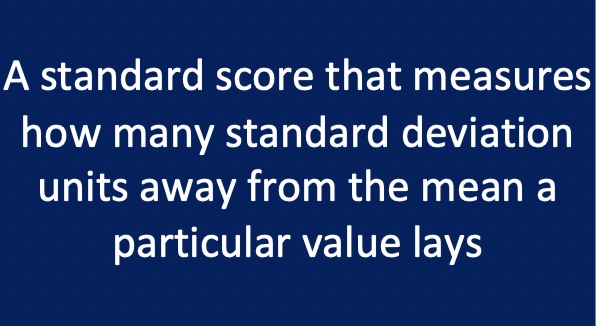 A standard score that measures
how many standard deviation
units away from the mean a
particular value lays